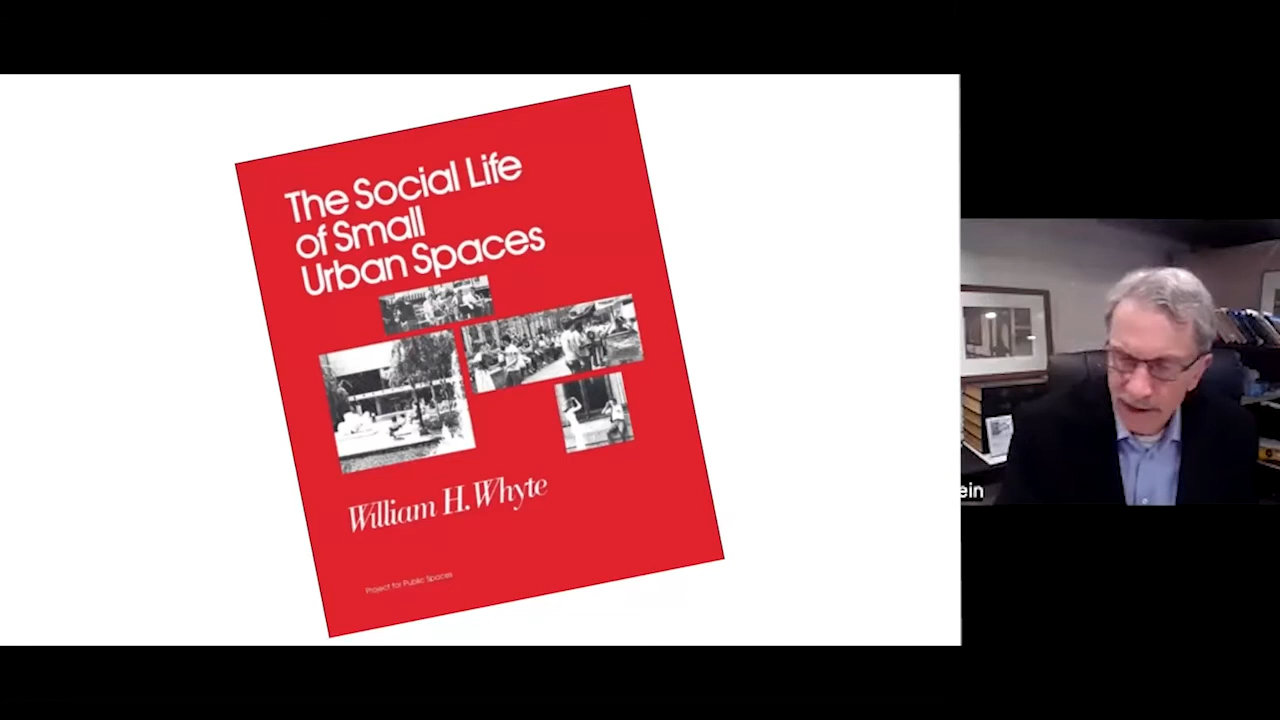 The Social Life
of Small
Urban Spaces
William H. Whyte
Project for Public Spaces
ein